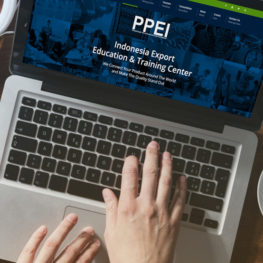 PPEI
Indonesia Export
Education & Training Center
We Connect Your Product Around The World
and Make the Quality Stand Out